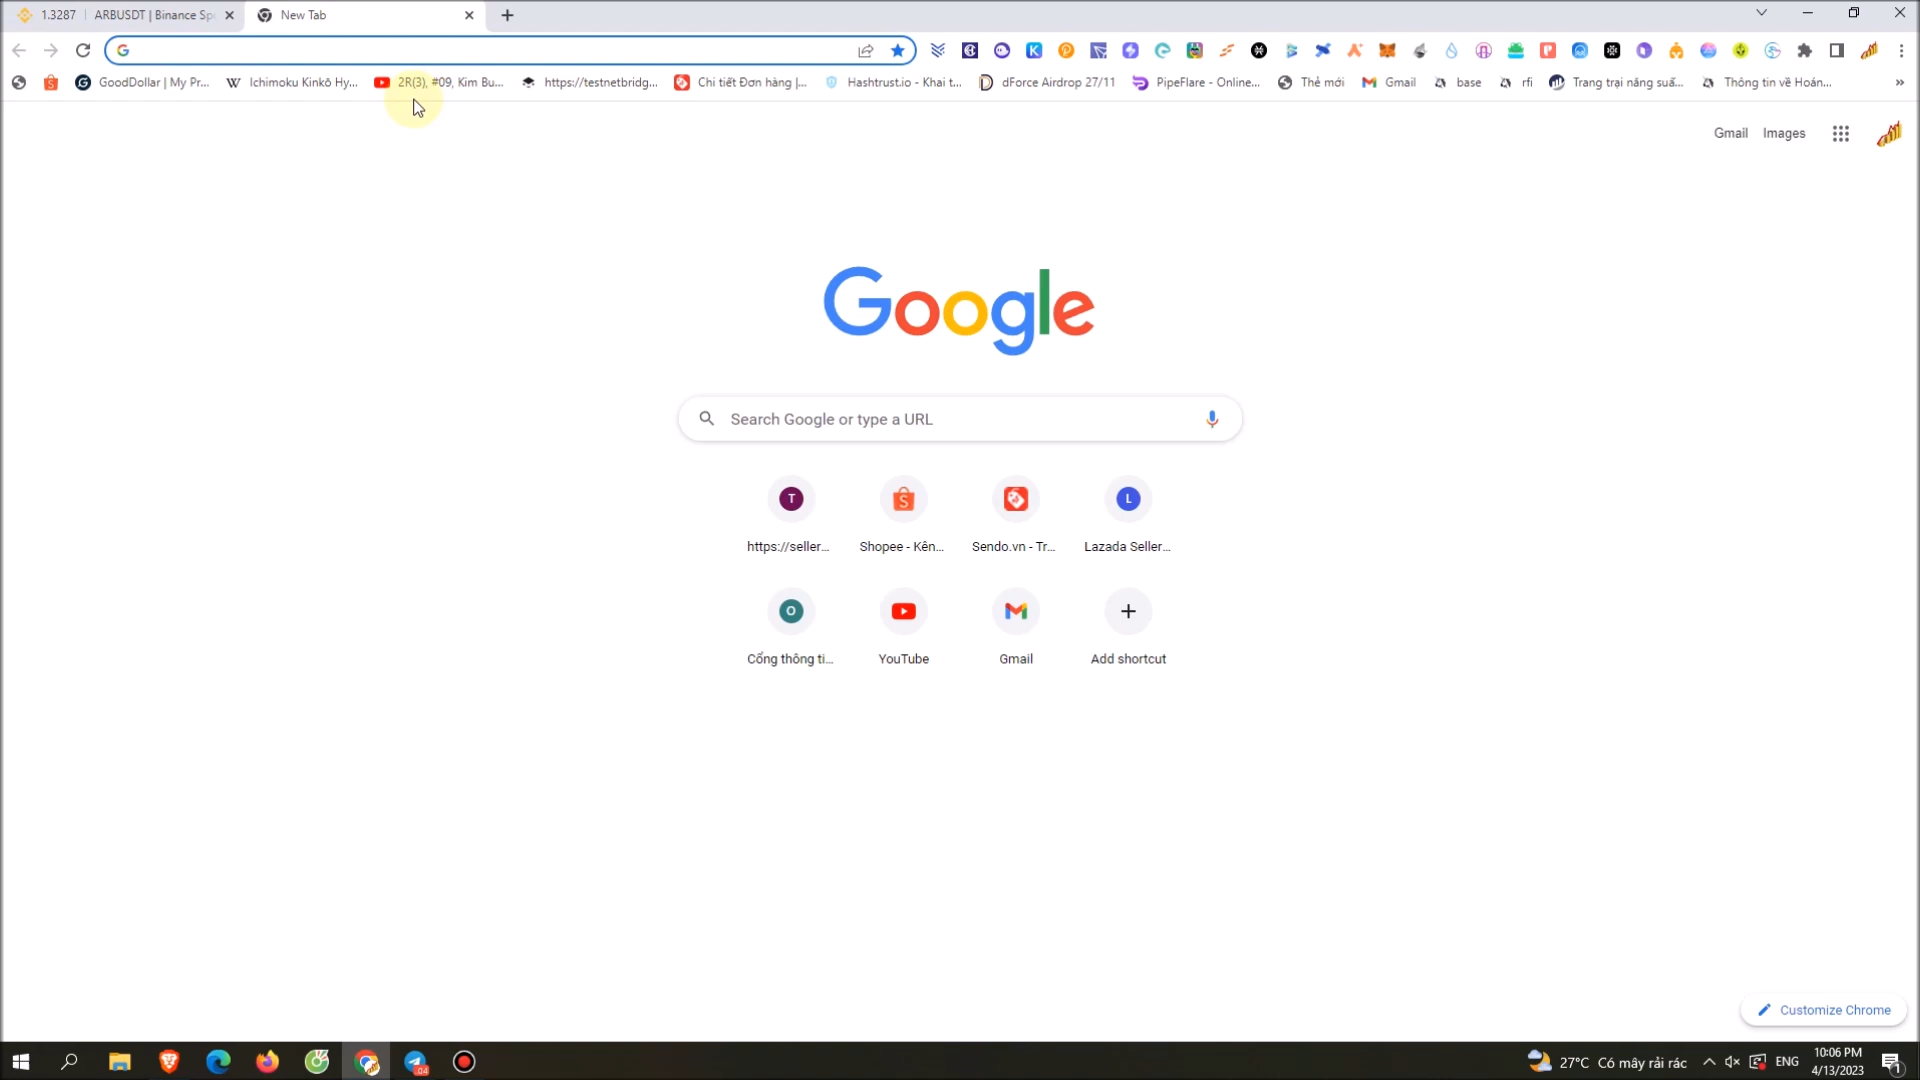 1.3287 | ARBUSDT | Binance Sp
New Tab
GoodDollar | My Pr...
Ichimoku Kinkō Hy...
2R(3), #09, Kim Bu...
https://testnetbridg...
Chi tiết Đơn hàng |...
Hashtrust.io - Khai t...
dForce Airdrop 27/11
PipeFlare - Online...
Thẻ mới
Gmail
base
rfi
Trang trại năng suấ...
Thông tin về Hoán...
»
Gmail
Images
Google
Search Google or type a URL
T
S
L
https://seller...
Shopee - Kên...
Sendo.vn - Tr...
Lazada Seller...
O
Cổng thông ti...
YouTube
Gmail
Add shortcut
Customize Chrome
27°C Có mây rải rác
ENG
10:06 PM
4/13/2023
1